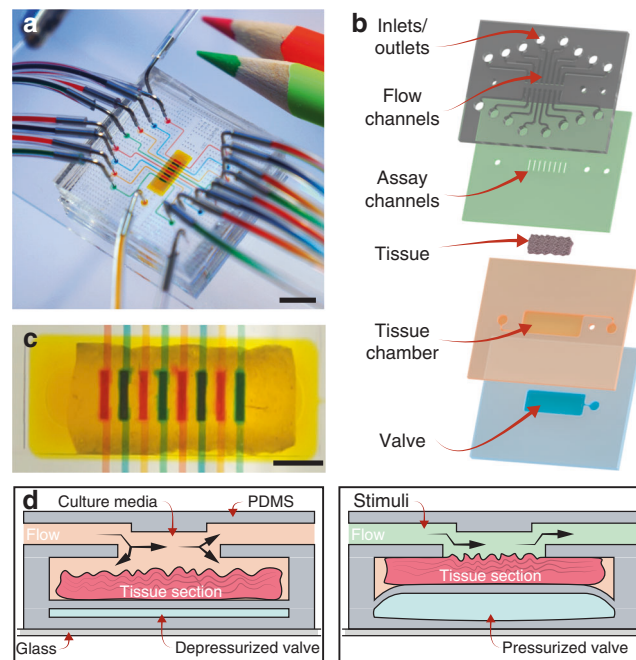 a
b
Inlets/
outlets
Flow
channels
Assay
channels
Tissue
Tissue
chamber
Valve
c
d
Culture media
PDMS
Flow
Tissue section
Glass
Depressurized valve
Stimuli
Flow
Tissue section
Pressurized valve